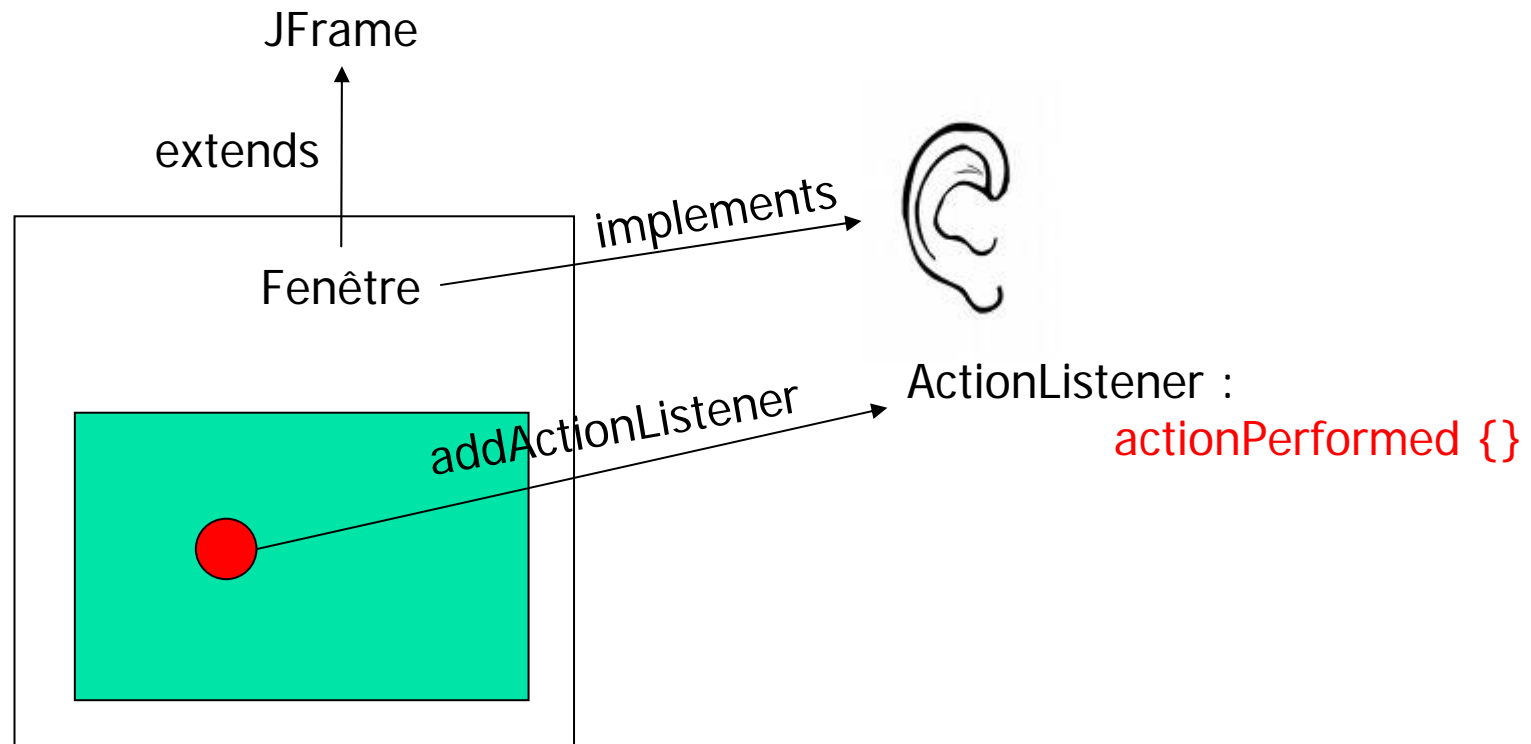 JFrame
extends
implements
Fenêtre
ActionListener :
addActionListener
actionPerformed {}